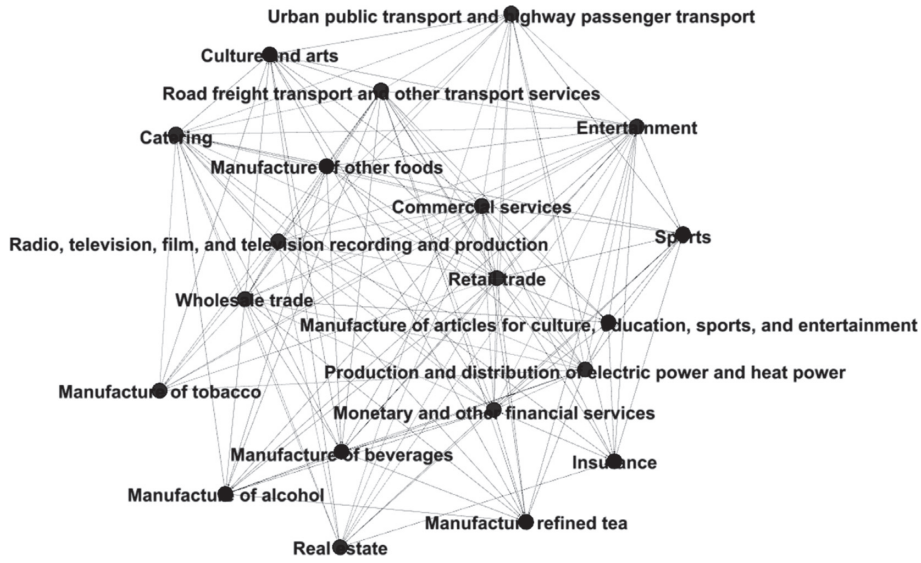 Urban public transport and highway passenger transport
Culture and arts
Road freight transport and other transport services
Entertainment
Catering
Manufacture of other foods
Commercial services
Sports
Radio, television, film, and television recording and production
Retail trade
Wholesale trade
Manufacture of articles for culture, education, sports, and entertainment
Production and distribution of electric power and heat power
Manufacture of tobacco
Monetary and other financial services
Manufacture of beverages
Insurance
Manufacture of alcohol
Manufacture refined tea
Real estate